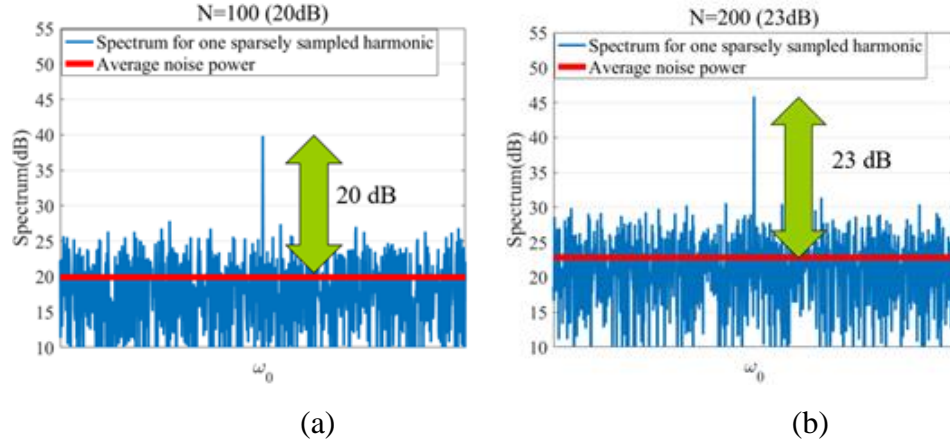 N=100 (20dB)
55
50
45
40
35
30
25
20
15
10
Spectrum(dB)
Spectrum for one sparsely sampled harmonic
Average noise power
20 dB
ω₀
(a)
N=200 (23dB)
55
50
45
40
35
30
25
20
15
10
Spectrum(dB)
Spectrum for one sparsely sampled harmonic
Average noise power
23 dB
ω₀
(b)